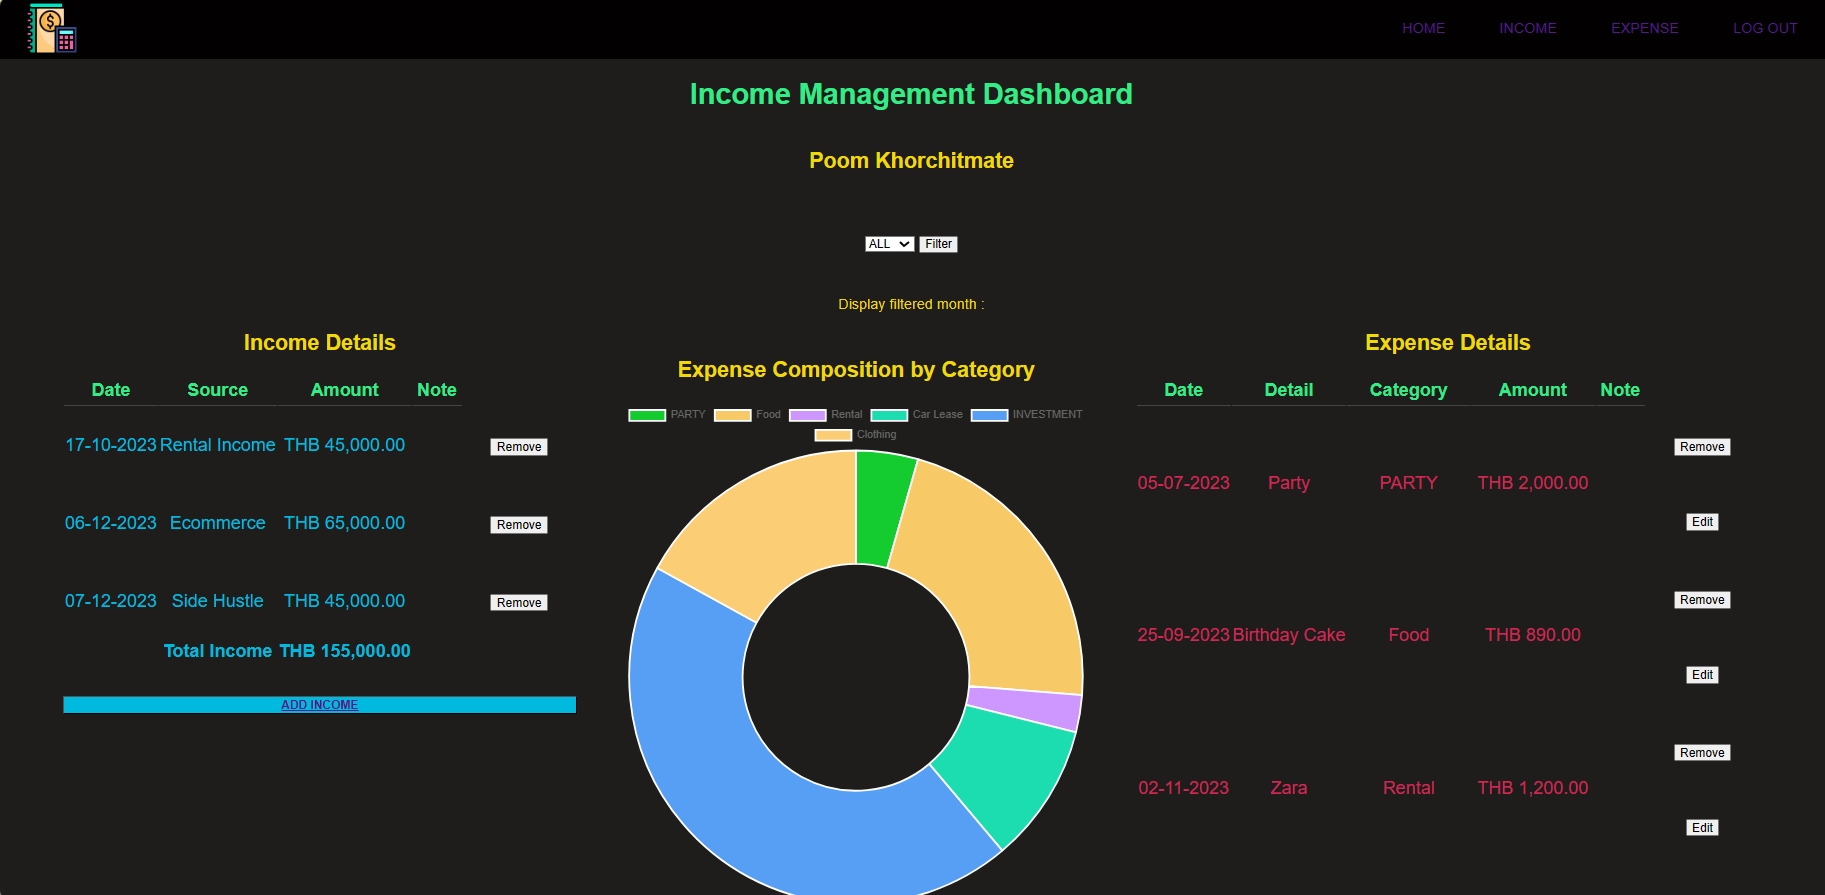 $
HOME INCOME EXPENSE LOG OUT
Income Management Dashboard
Poom Khorchitmate
ALL Filter
Display filtered month :
Income Details
Date Source Amount Note
17-10-2023 Rental Income THB 45,000.00 Remove
06-12-2023 Ecommerce THB 65,000.00 Remove
07-12-2023 Side Hustle THB 45,000.00 Remove
Total Income THB 155,000.00
ADD INCOME
Expense Composition by Category
PARTY Food Rental Car Lease INVESTMENT
Clothing
Expense Details
Date Detail Category Amount Note
Remove
05-07-2023 Party PARTY THB 2,000.00
Edit
Remove
25-09-2023 Birthday Cake Food THB 890.00
Edit
Remove
02-11-2023 Zara Rental THB 1,200.00
Edit